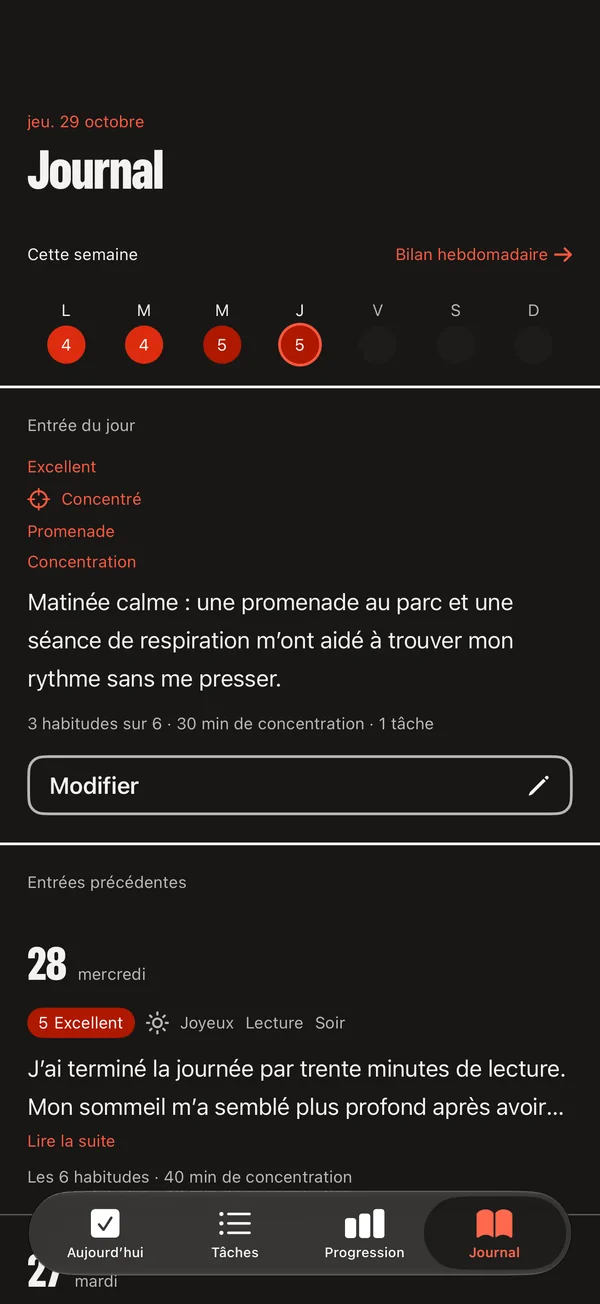 jeu. 29 octobre
Journal
Cette semaine
Bilan hebdomadaire →
L M M J V S D
4 4 5 5
Entrée du jour
Excellent
Concentré
Promenade
Concentration
Matinée calme : une promenade au parc et une
séance de respiration m’ont aidé à trouver mon
rythme sans me presser.
3 habitudes sur 6 · 30 min de concentration · 1 tâche
Modifier
Entrées précédentes
28 mercredi
5 Excellent Joyeux Lecture Soir
J’ai terminé la journée par trente minutes de lecture.
Mon sommeil m’a semblé plus profond après avoir…
Lire la suite
Les 6 habitudes · 40 min de concentration
27 mardi
Aujourd’hui Tâches Progression Journal